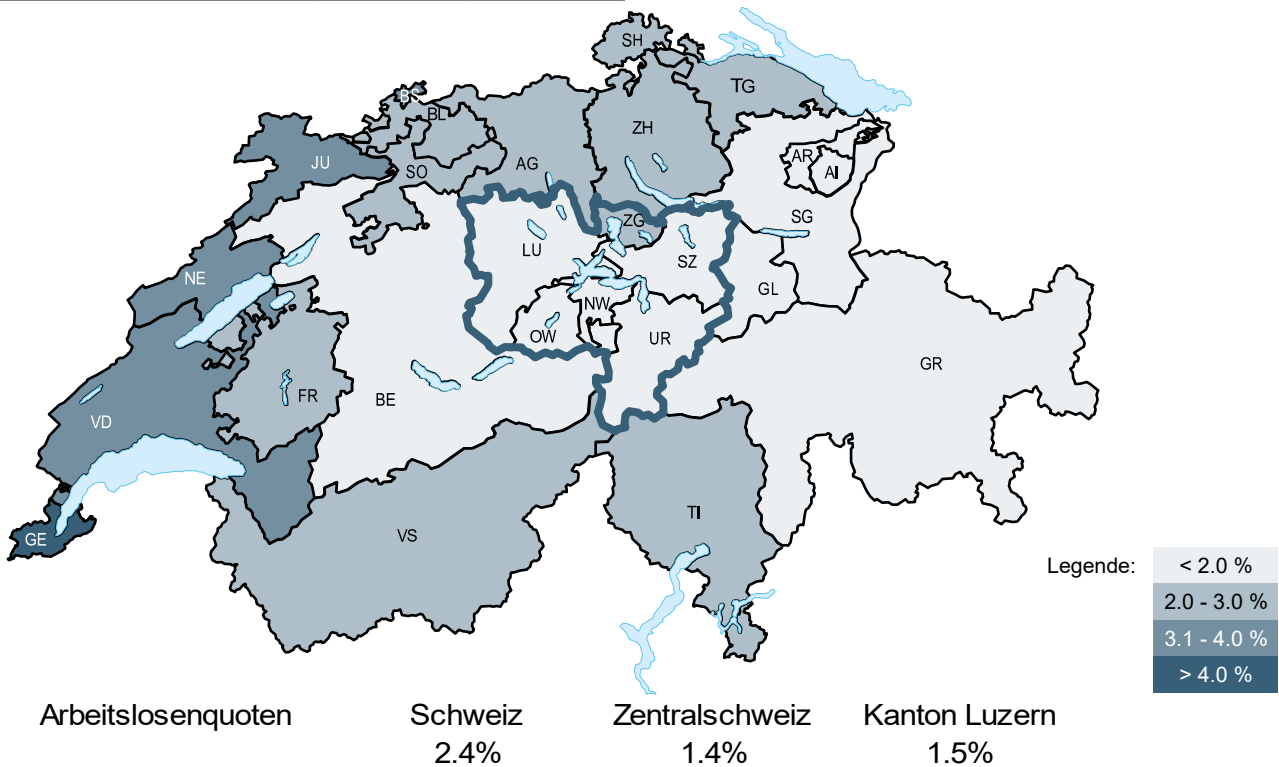 SH
BS
TG
BL
ZH
JU
AG
AR
SO
AI
SG
ZG
LU
SZ
NE
GL
NW
OW
UR
GR
FR
BE
VD
TI
VS
GE
Legende:
< 2.0 %
2.0 - 3.0 %
3.1 - 4.0 %
> 4.0 %
Arbeitslosenquoten Schweiz Zentralschweiz Kanton Luzern
2.4% 1.4% 1.5%